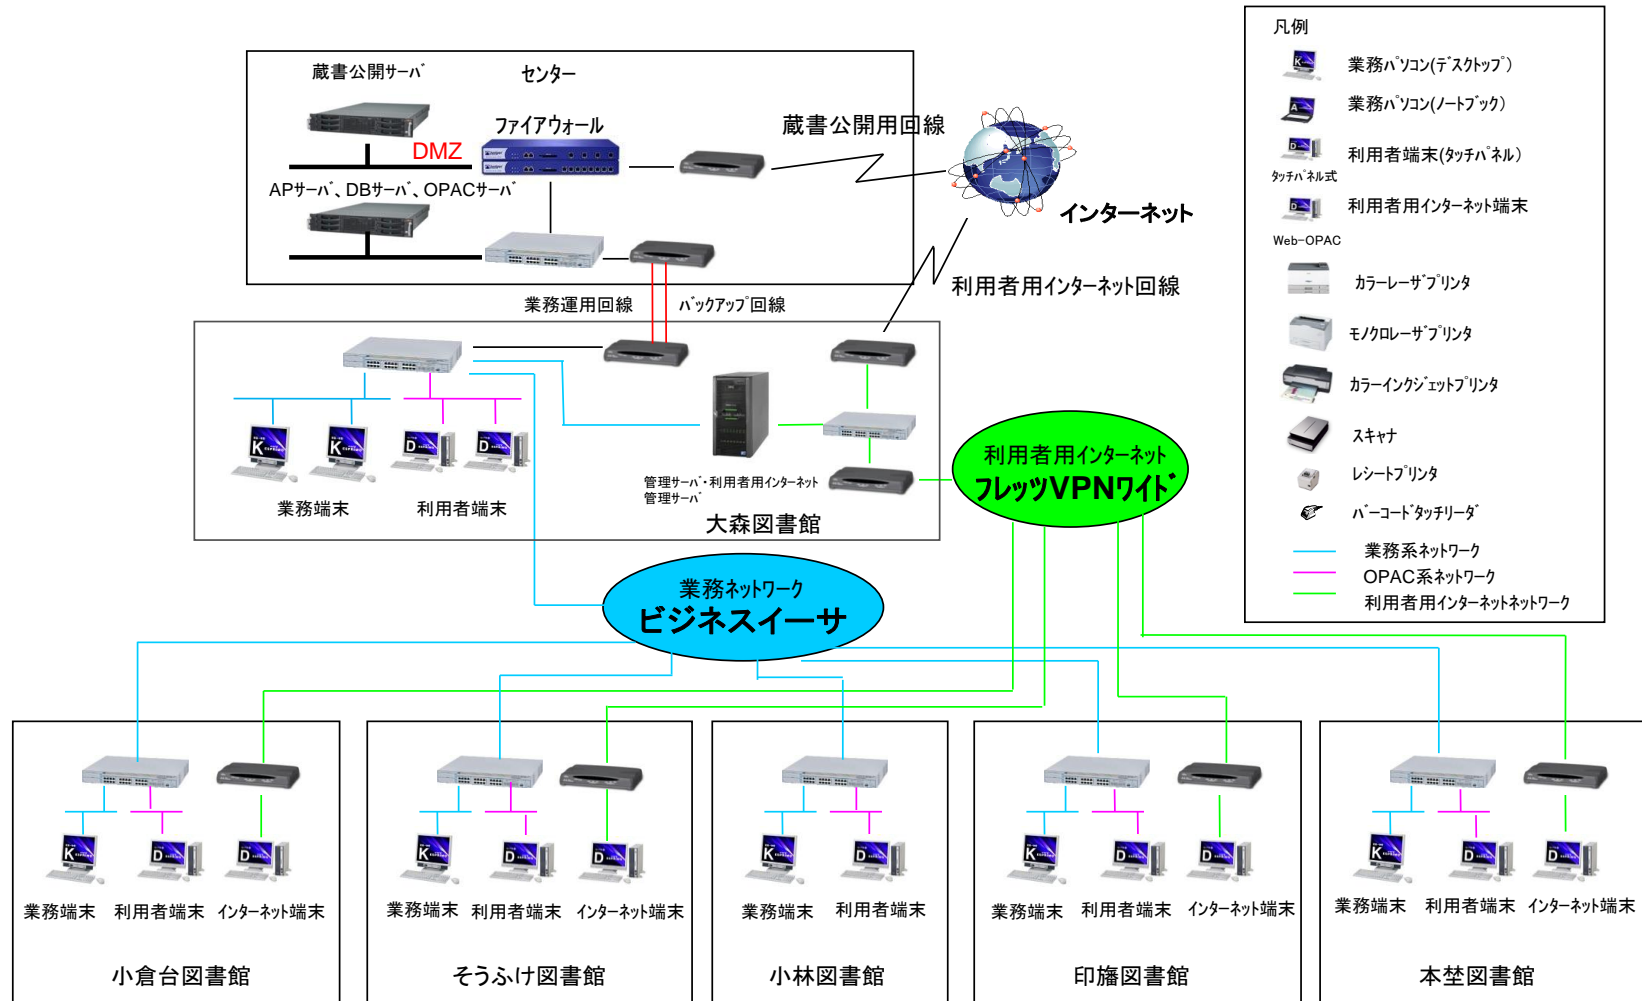 蔵書公開サーバ
センター
ファイアウォール
DMZ
APサーバ、DBサーバ、OPACサーバ
蔵書公開用回線
インターネット
利用者用インターネット回線
業務運用回線
バックアップ回線
業務端末
利用者端末
管理サーバ・利用者用インターネット
管理サーバ
大森図書館
利用者用インターネット
フレッツVPNワイド
業務ネットワーク
ビジネスイーサ
凡例
K
業務パソコン(デスクトップ)
A
業務パソコン(ノートブック)
D
利用者端末(タッチパネル)
タッチパネル式
D
利用者用インターネット端末
Web-OPAC
カラーレーザプリンタ
モノクロレーザプリンタ
カラーインクジェットプリンタ
スキャナ
レシートプリンタ
バーコードタッチリーダ
業務系ネットワーク
OPAC系ネットワーク
利用者用インターネットネットワーク
K
K
D
D
K
D
D
業務端末
利用者端末
インターネット端末
小倉台図書館
K
D
D
業務端末
利用者端末
インターネット端末
そうふけ図書館
K
D
業務端末
利用者端末
小林図書館
K
D
D
業務端末
利用者端末
インターネット端末
印旛図書館
K
D
D
業務端末
利用者端末
インターネット端末
本埜図書館